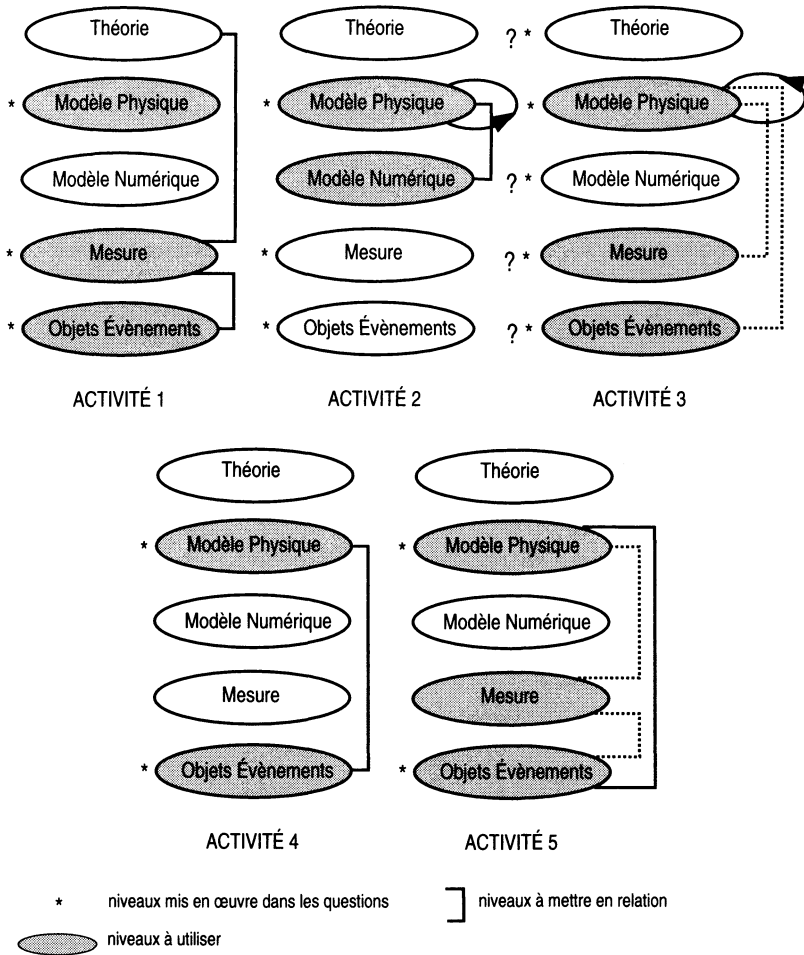 Théorie
* Modèle Physique
Modèle Numérique
* Mesure
* Objets Évènements
ACTIVITÉ 1
Théorie
* Modèle Physique
Modèle Numérique
* Mesure
* Objets Évènements
ACTIVITÉ 2
? * Théorie
* Modèle Physique
? * Modèle Numérique
? * Mesure
? * Objets Évènements
ACTIVITÉ 3
Théorie
* Modèle Physique
Modèle Numérique
Mesure
* Objets Évènements
ACTIVITÉ 4
Théorie
* Modèle Physique
Modèle Numérique
Mesure
* Objets Évènements
ACTIVITÉ 5
* niveaux mis en œuvre dans les questions
niveaux à mettre en relation
niveaux à utiliser